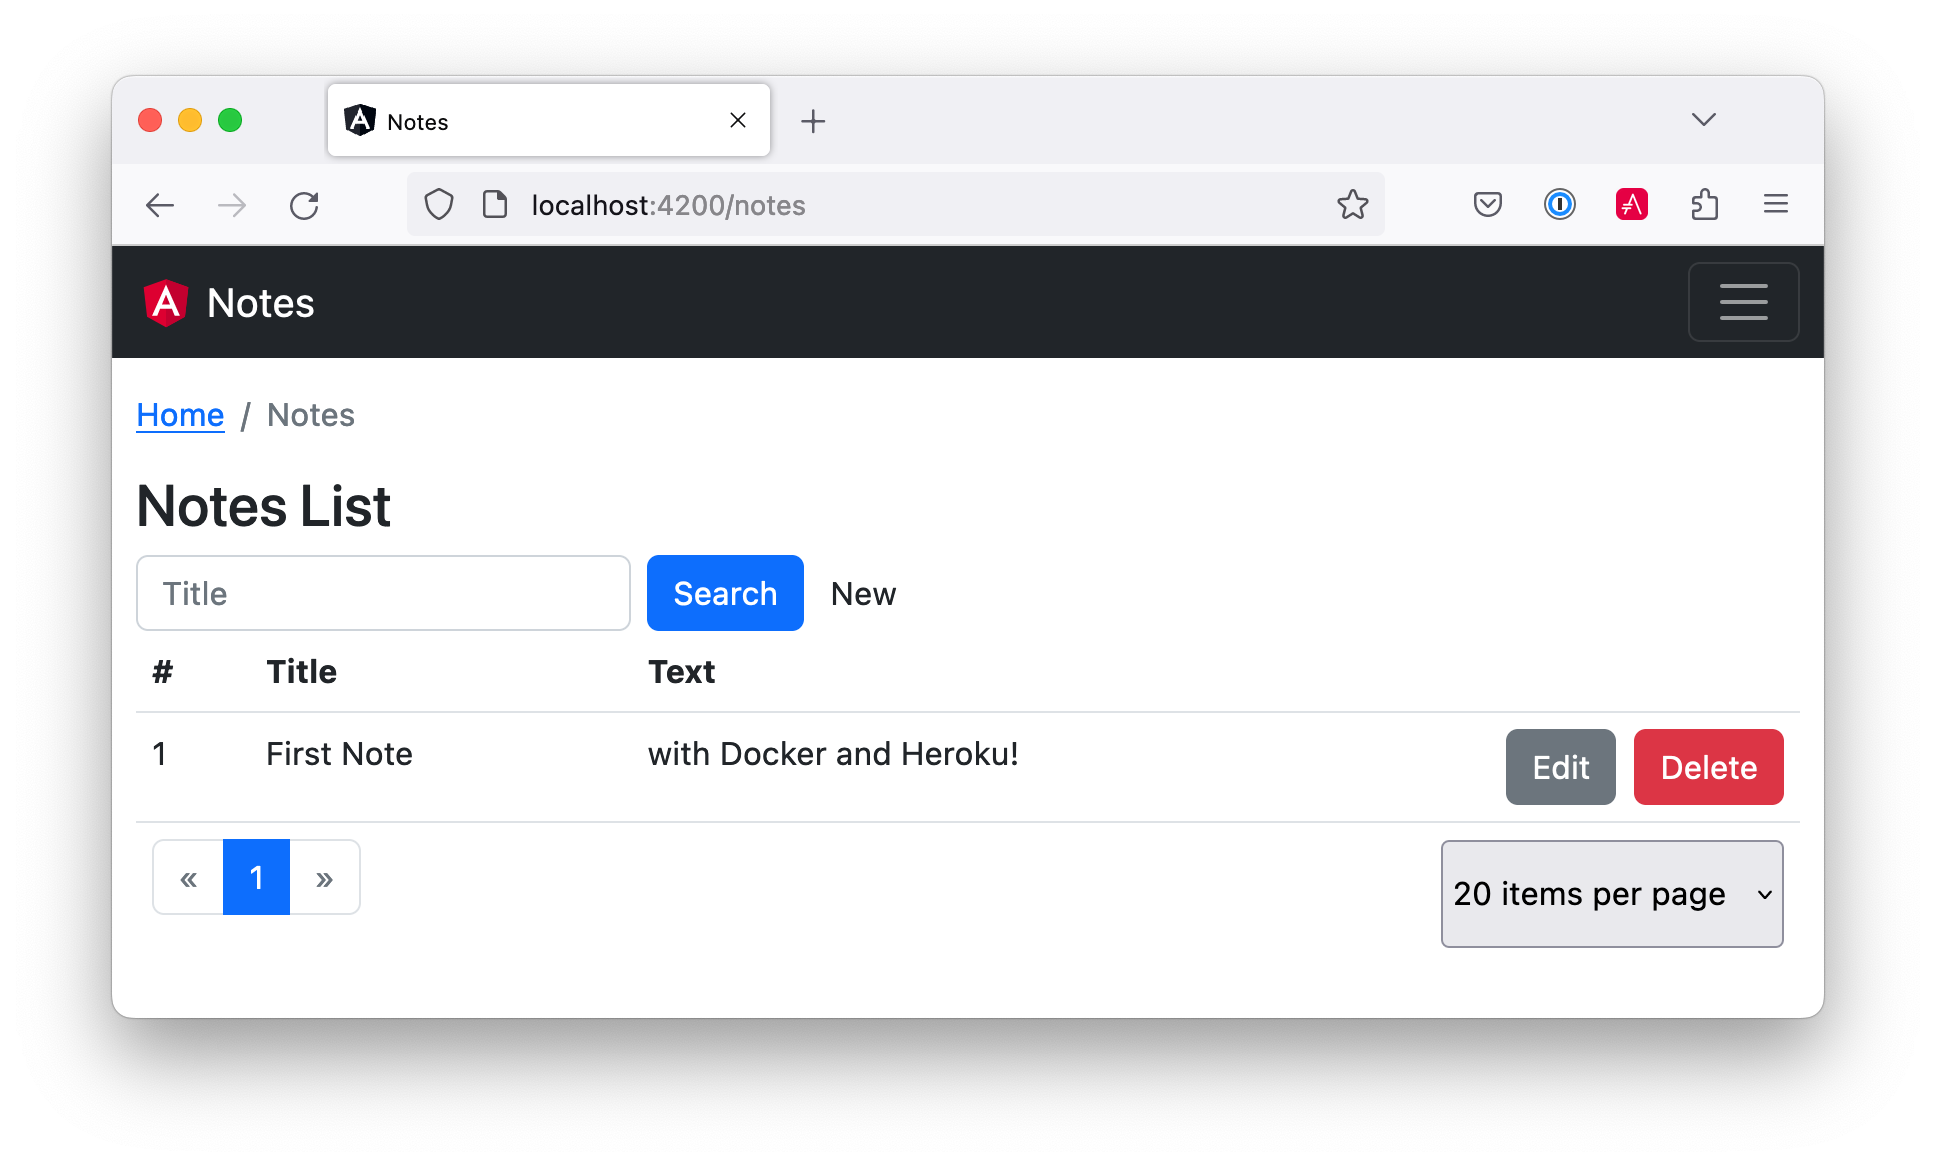 Notes
localhost:4200/notes
Notes
Home / Notes
Notes List
Title Search New
# Title Text
1 First Note with Docker and Heroku! Edit Delete
« 1 » 20 items per page